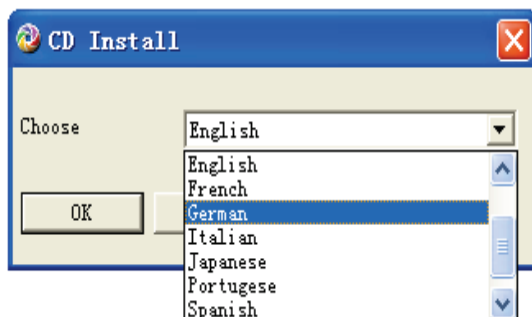 CD Install
Choose
English
English
French
German
OK
Italian
Japanese
Portugese
Spanish